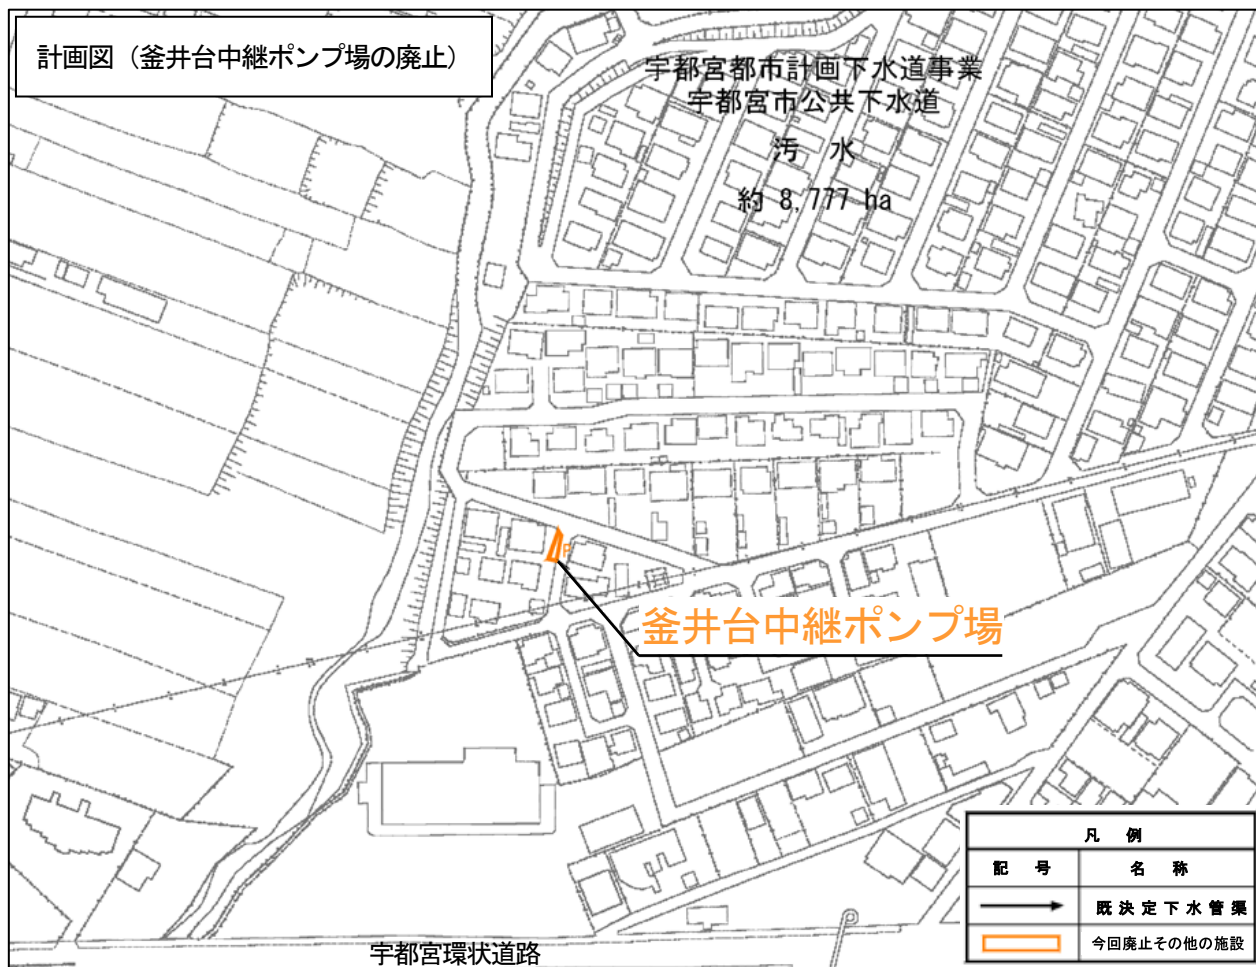 計画図（釜井台中継ポンプ場の廃止）
宇都宮都市計画下水道事業
宇都宮市公共下水道
汚　水
約 8,777 ha
P
釜井台中継ポンプ場
宇都宮環状道路
凡　例
記　号　名　称
既決定下水管渠
今回廃止その他の施設